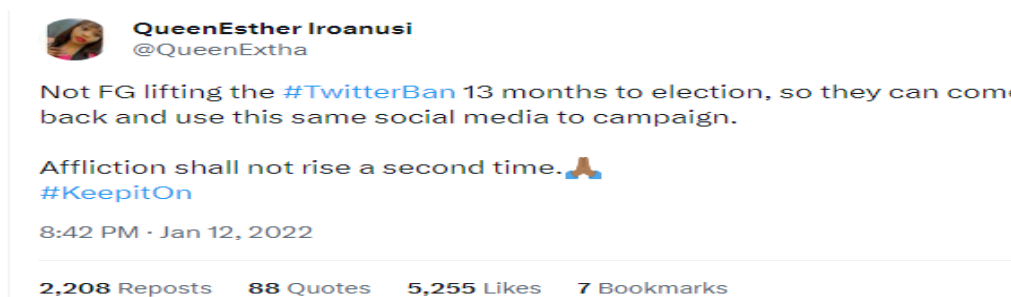 QueenEsther Iroanusi
@QueenExtha
Not FG lifting the #TwitterBan 13 months to election, so they can come
back and use this same social media to campaign.
Affliction shall not rise a second time.🙏🏾
#KeepitOn
8:42 PM · Jan 12, 2022
2,208 Reposts 88 Quotes 5,255 Likes 7 Bookmarks